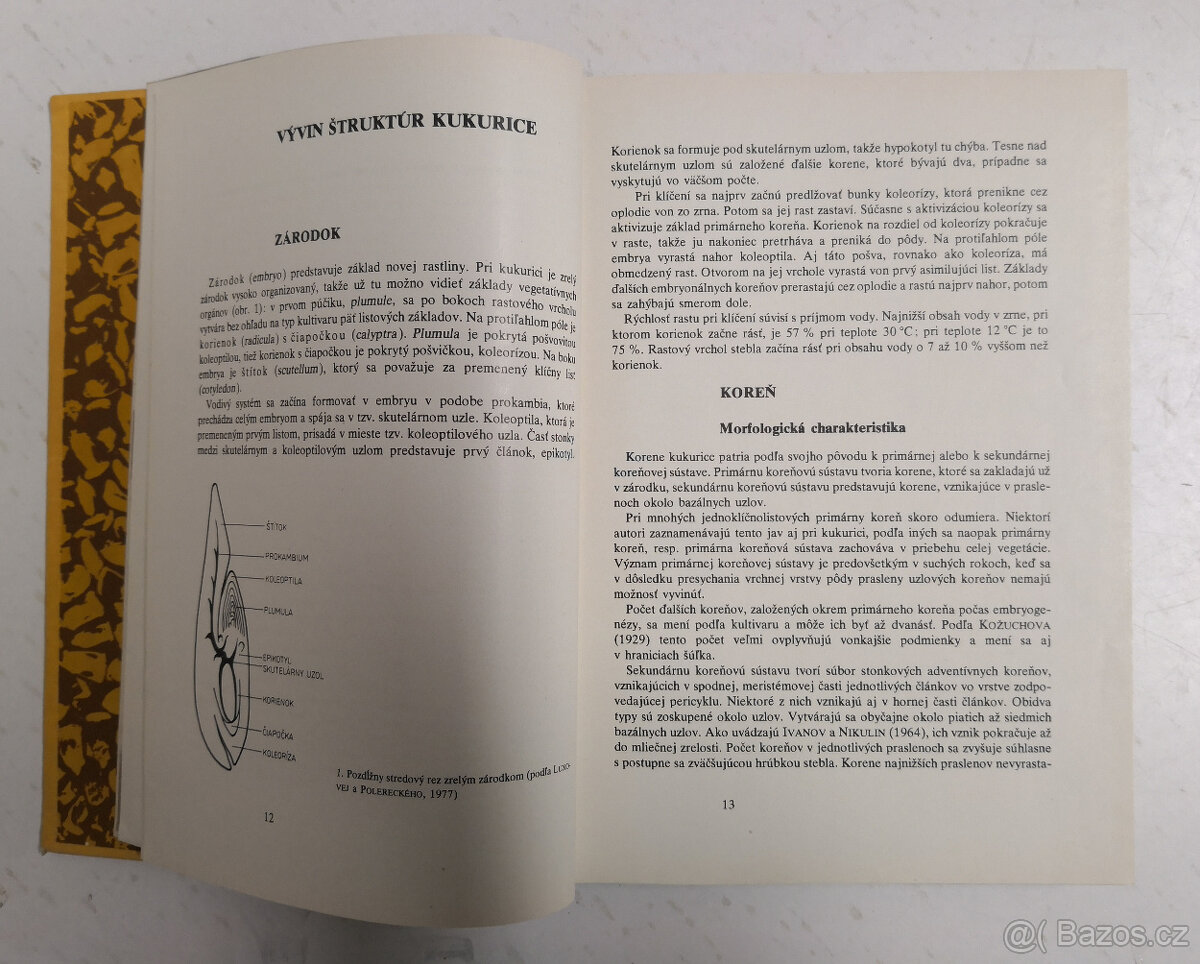 VÝVIN ŠTRUKTÚR KUKURICE
ZÁRODOK
Zárodok (embryo) predstavuje základ novej rastliny. Pri kukurici je zrelý
zárodok vysoko organizovaný, takže už tu možno vidieť základy vegetatívnych
orgánov (obr. 1): v prvom púčiku, plumule, sa po bokoch rastového vrcholu
vytvára bez ohľadu na typ kultivaru päť listových základov. Na protiľahlom póle je
korienok (radicula) s čiapočkou (calyptra). Plumula je pokrytá pošvovitou
koleoptilou, tiež korienok s čiapočkou je pokrytý pošvičkou, koleorízou. Na boku
embrya je štítok (scutellum), ktorý sa považuje za premenený klíčny list
(cotyledon).
Vodivý systém sa začína formovať v embryu v podobe prokambia, ktoré
prechádza celým embryom a spája sa v tzv. skutelárnom uzle. Koleoptila, ktorá je
premeneným prvým listom, prisadá v mieste tzv. koleoptilového uzla. Časť stonky
medzi skutelárnym a koleoptilovým uzlom predstavuje prvý článok, epikotyl.
ŠTÍTOK
PROKAMBIUM
KOLEOPTILA
PLUMULA
EPIKOTYL
SKUTELÁRNY UZOL
KORIENOK
ČIAPOČKA
KOLEORÍZA
1. Pozdĺžny stredový rez zrelým zárodkom (podľa LUXO-
VEJ a POLERECKÉHO, 1977)
12
Korienok sa formuje pod skutelárnym uzlom, takže hypokotyl tu chýba. Tesne nad
skutelárnym uzlom sú založené ďalšie korene, ktoré bývajú dva, prípadne sa
vyskytujú vo väčšom počte.
Pri klíčení sa najprv začnú predlžovať bunky koleorízy, ktorá prenikne cez
oplodie von zo zrna. Potom sa jej rast zastaví. Súčasne s aktivizáciou koleorízy sa
aktivizuje základ primárneho koreňa. Korienok na rozdiel od koleorízy pokračuje
v raste, takže ju nakoniec pretrháva a preniká do pôdy. Na protiľahlom póle
embrya vyrastá nahor koleoptila. Aj táto pošva, rovnako ako koleoríza, má
obmedzený rast. Otvorom na jej vrchole vyrastá von prvý asimilujúci list. Základy
ďalších embryonálnych koreňov prerastajú cez oplodie a rastú najprv nahor, potom
sa zahýbajú smerom dole.
Rýchlosť rastu pri klíčení súvisí s príjmom vody. Najnižší obsah vody v zrne, pri
ktorom korienok začne rásť, je 57 % pri teplote 30 °C; pri teplote 12 °C je to
75 %. Rastový vrchol stebla začína rásť pri obsahu vody o 7 až 10 % vyššom než
korienok.
KOREŇ
Morfologická charakteristika
Korene kukurice patria podľa svojho pôvodu k primárnej alebo k sekundárnej
koreňovej sústave. Primárnu koreňovú sústavu tvoria korene, ktoré sa zakladajú už
v zárodku, sekundárnu koreňovú sústavu predstavujú korene, vznikajúce v prasle-
noch okolo bazálnych uzlov.
Pri mnohých jednoklíčnolistových primárny koreň skoro odumiera. Niektorí
autori zaznamenávajú tento jav aj pri kukurici, podľa iných sa naopak primárny
koreň, resp. primárna koreňová sústava zachováva v priebehu celej vegetácie.
Význam primárnej koreňovej sústavy je predovšetkým v suchých rokoch, keď sa
v dôsledku presychania vrchnej vrstvy pôdy prasleny uzlových koreňov nemajú
možnosť vyvinúť.
Počet ďalších koreňov, založených okrem primárneho koreňa počas embryoge-
nézy, sa mení podľa kultivaru a môže ich byť až dvanásť. Podľa KOŽUCHOVA
(1929) tento počet veľmi ovplyvňujú vonkajšie podmienky a mení sa aj
v hraniciach šúľka.
Sekundárnu koreňovú sústavu tvorí súbor stonkových adventívnych koreňov,
vznikajúcich v spodnej, meristémovej časti jednotlivých článkov vo vrstve zodpo-
vedajúcej pericyklu. Niektoré z nich vznikajú aj v hornej časti článkov. Obidva
typy sú zoskupené okolo uzlov. Vytvárajú sa obyčajne okolo piatich až siedmich
bazálnych uzlov. Ako uvádzajú IVANOV a NIKULIN (1964), ich vznik pokračuje až
do mliečnej zrelosti. Počet koreňov v jednotlivých praslenoch sa zvyšuje súhlasne
s postupne sa zväčšujúcou hrúbkou stebla. Korene najnižších praslenov nevyrasta-
13
@( Bazos.cz